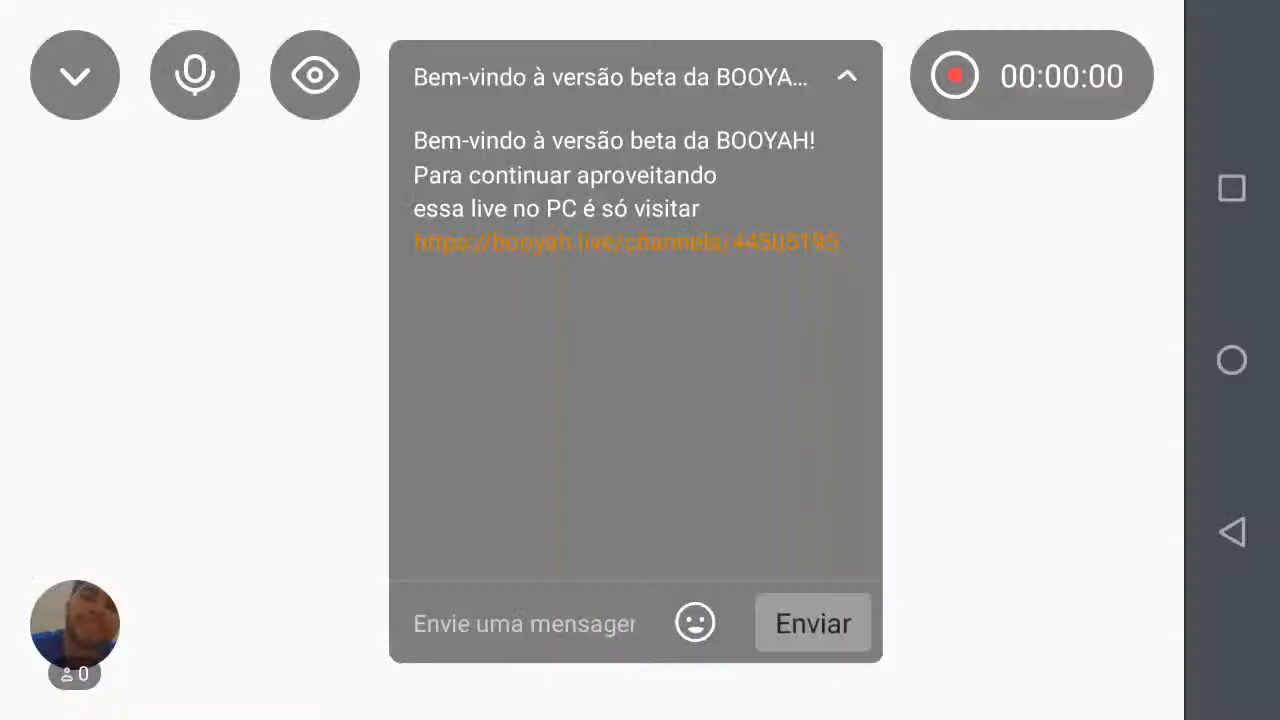 Bem-vindo à versão beta da BOOYA...
00:00:00
Bem-vindo à versão beta da BOOYAH!
Para continuar aproveitando
essa live no PC é só visitar
https://booyah.live/channels/44505195
Envie uma mensager
Enviar
0